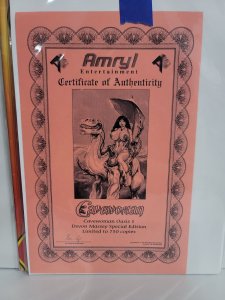 Amryl
Entertainment
Certificate of Authenticity
Cavewoman
Cavewoman Oasis 1
Devon Massey Special Edition
Limited to 750 copies